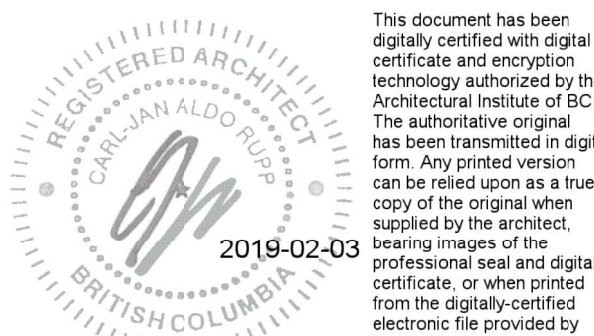 REGISTERED ARCHITECT
CARL-JAN ALDO RUPP
2019-02-03
BRITISH COLUMBIA
This document has been
digitally certified with digital
certificate and encryption
technology authorized by th
Architectural Institute of BC
The authoritative original
has been transmitted in digit
form. Any printed version
can be relied upon as a true
copy of the original when
supplied by the architect,
bearing images of the
professional seal and digital
certificate, or when printed
from the digitally-certified
electronic file provided by